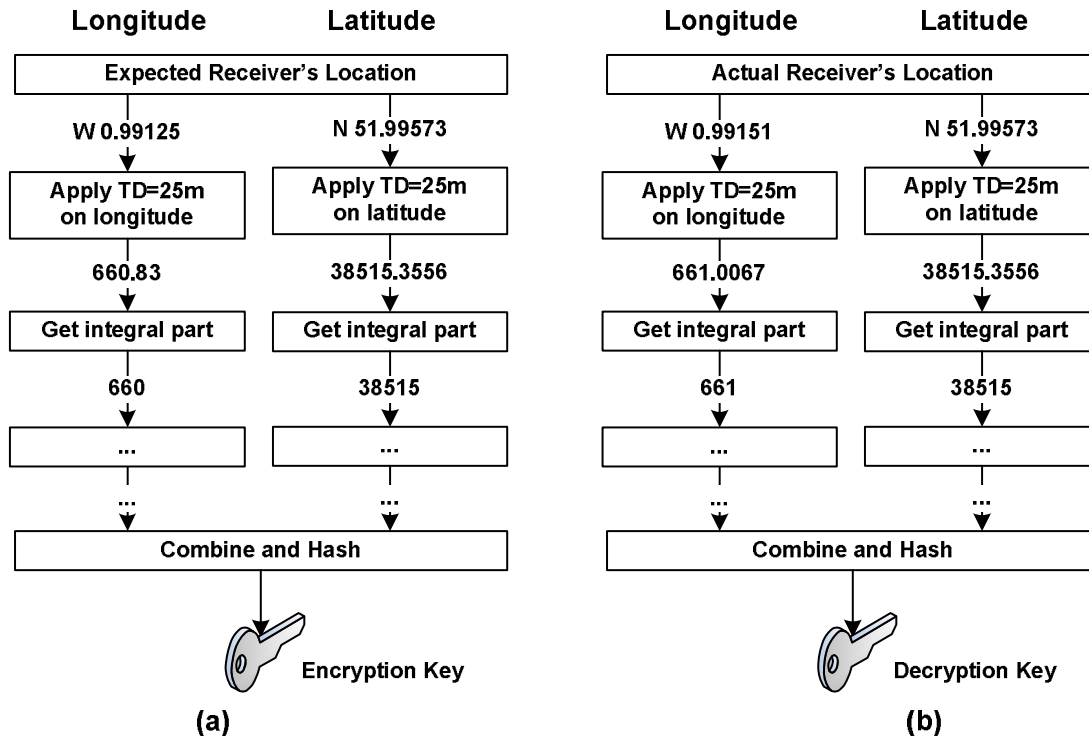 Longitude Latitude
Expected Receiver's Location
W 0.99125 N 51.99573
Apply TD=25m
on longitude
Apply TD=25m
on latitude
660.83 38515.3556
Get integral part Get integral part
660 38515
... ...
... ...
Combine and Hash
Encryption Key
(a)
Longitude Latitude
Actual Receiver's Location
W 0.99151 N 51.99573
Apply TD=25m
on longitude
Apply TD=25m
on latitude
661.0067 38515.3556
Get integral part Get integral part
661 38515
... ...
... ...
Combine and Hash
Decryption Key
(b)